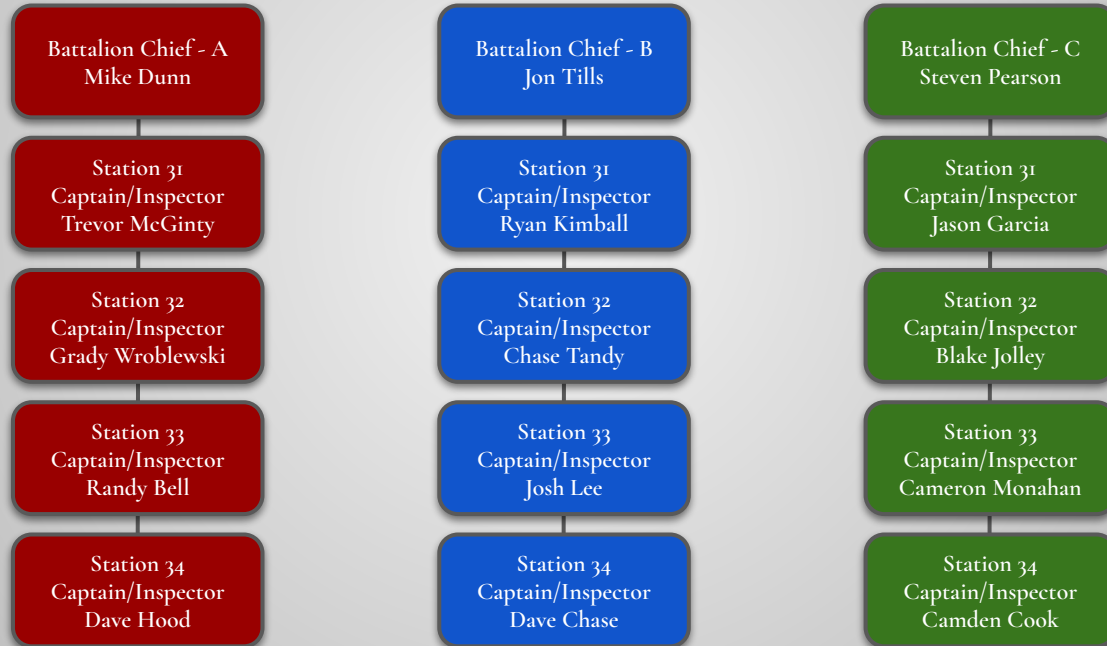 Battalion Chief - A
Mike Dunn
Station 31
Captain/Inspector
Trevor McGinty
Station 32
Captain/Inspector
Grady Wroblewski
Station 33
Captain/Inspector
Randy Bell
Station 34
Captain/Inspector
Dave Hood
Battalion Chief - B
Jon Tills
Station 31
Captain/Inspector
Ryan Kimball
Station 32
Captain/Inspector
Chase Tandy
Station 33
Captain/Inspector
Josh Lee
Station 34
Captain/Inspector
Dave Chase
Battalion Chief - C
Steven Pearson
Station 31
Captain/Inspector
Jason Garcia
Station 32
Captain/Inspector
Blake Jolley
Station 33
Captain/Inspector
Cameron Monahan
Station 34
Captain/Inspector
Camden Cook